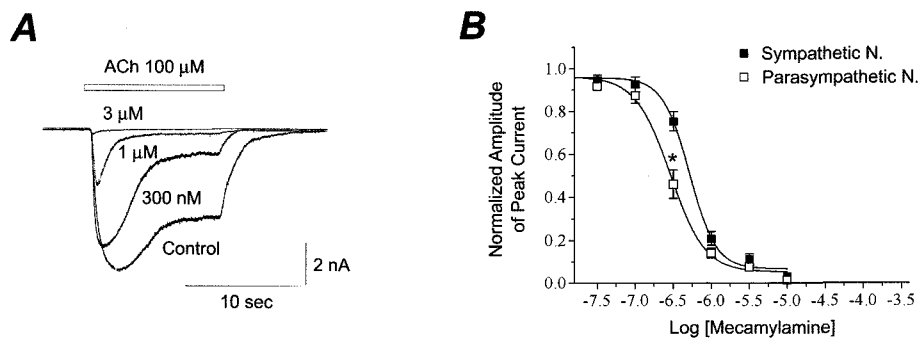 A
ACh 100 μM
3 μM
1 μM
300 nM
Control
2 nA
10 sec
B
Sympathetic N.
Parasympathetic N.
Normalized Amplitude
of Peak Current
1.0
0.8
0.6
0.4
0.2
0.0
*
-7.5 -7.0 -6.5 -6.0 -5.5 -5.0 -4.5 -4.0 -3.5
Log [Mecamylamine]